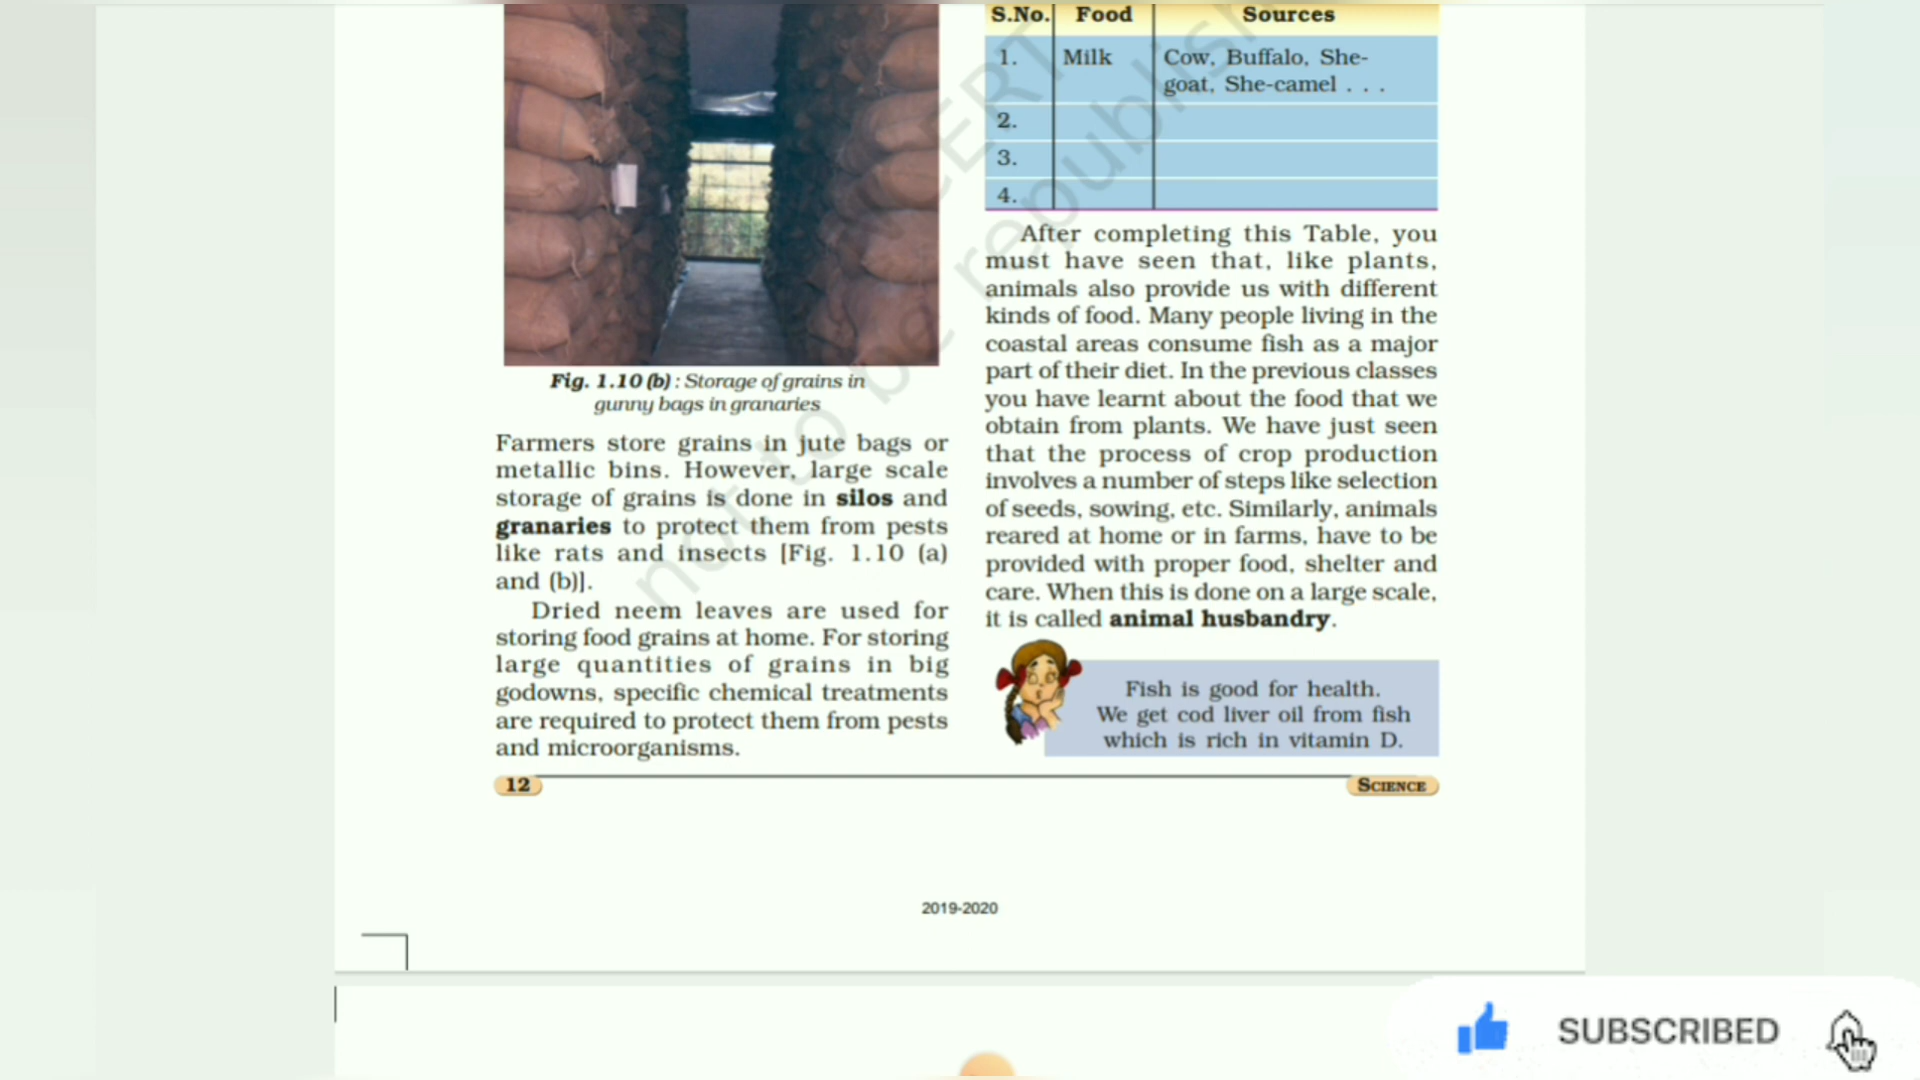 Fig. 1.10 (b) : Storage of grains in
gunny bags in granaries
Farmers store grains in jute bags or
metallic bins. However, large scale
storage of grains is done in silos and
granaries to protect them from pests
like rats and insects [Fig. 1.10 (a)
and (b)].
Dried neem leaves are used for
storing food grains at home. For storing
large quantities of grains in big
godowns, specific chemical treatments
are required to protect them from pests
and microorganisms.
S.No. Food Sources
1. Milk Cow, Buffalo, She-
goat, She-camel . . .
2.
3.
4.
After completing this Table, you
must have seen that, like plants,
animals also provide us with different
kinds of food. Many people living in the
coastal areas consume fish as a major
part of their diet. In the previous classes
you have learnt about the food that we
obtain from plants. We have just seen
that the process of crop production
involves a number of steps like selection
of seeds, sowing, etc. Similarly, animals
reared at home or in farms, have to be
provided with proper food, shelter and
care. When this is done on a large scale,
it is called animal husbandry.
Fish is good for health.
We get cod liver oil from fish
which is rich in vitamin D.
12
SCIENCE
not to be republish
2019-2020
SUBSCRIBED